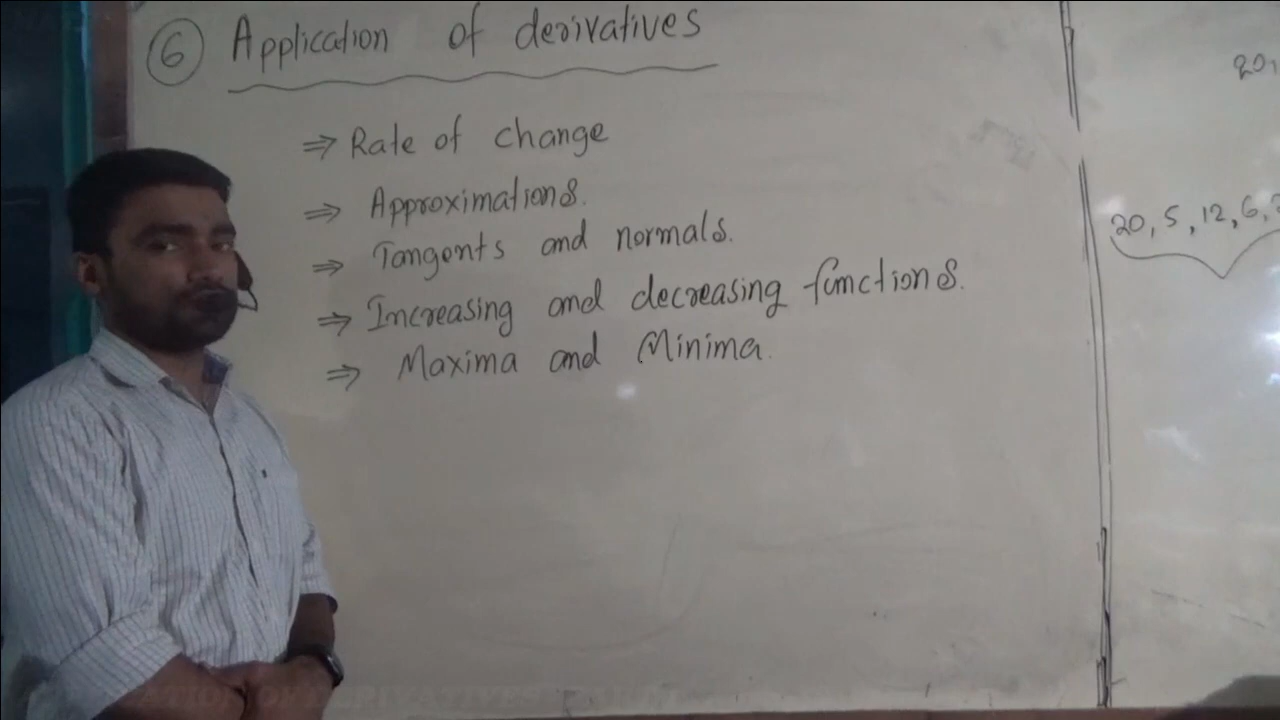 6 Application of derivatives
⇒ Rate of change
⇒ Approximations.
⇒ Tangents and normals.
⇒ Increasing and decreasing functions.
⇒ Maxima and Minima.
20,
20, 5, 12, 6,